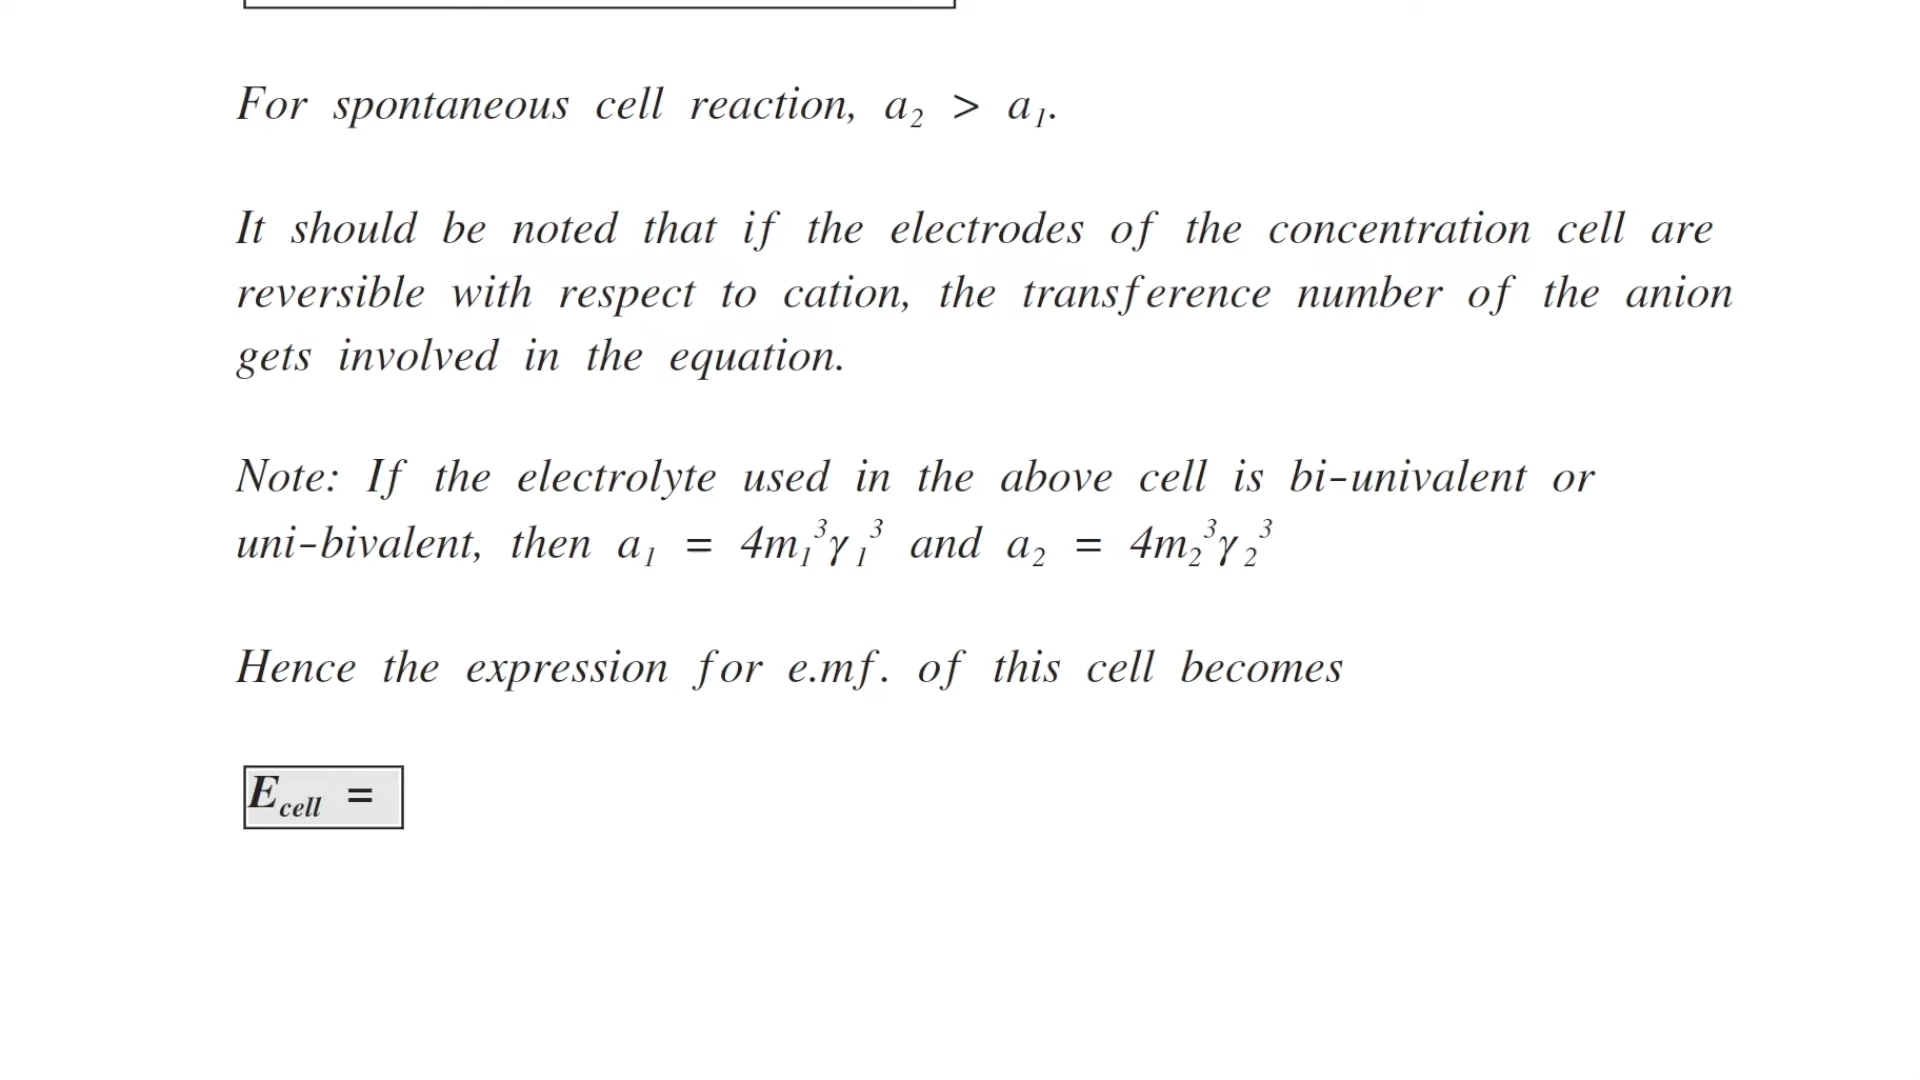 For spontaneous cell reaction, a₂ > a₁.
It should be noted that if the electrodes of the concentration cell are
reversible with respect to cation, the transference number of the anion
gets involved in the equation.
Note: If the electrolyte used in the above cell is bi-univalent or
uni-bivalent, then a₁ = 4m₁³γ₁³ and a₂ = 4m₂³γ₂³
Hence the expression for e.mf. of this cell becomes
E_cell =